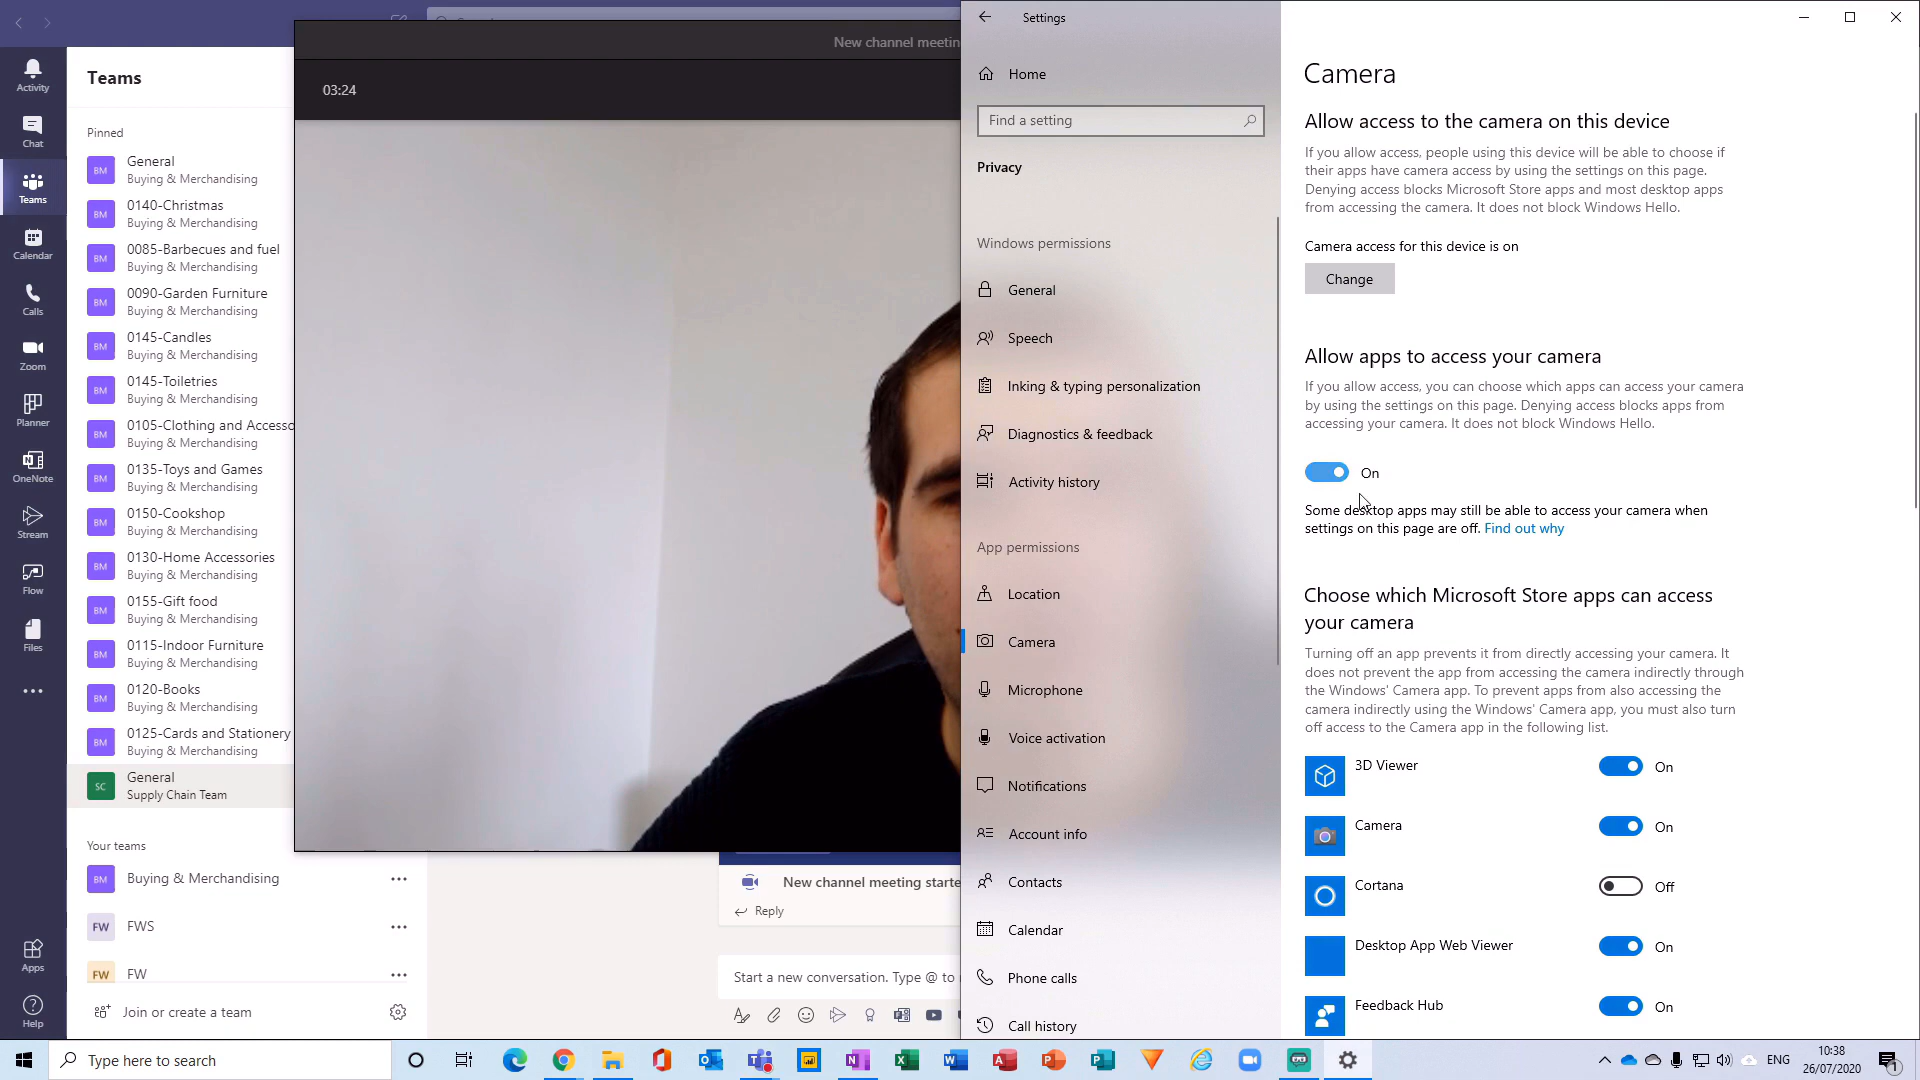 New channel meetin
03:24
Activity
Chat
Teams
Calendar
Calls
Zoom
Planner
OneNote
Stream
Flow
Files
Apps
Help
Teams
Pinned
BM
General
Buying & Merchandising
BM
0140-Christmas
Buying & Merchandising
BM
0085-Barbecues and fuel
Buying & Merchandising
BM
0090-Garden Furniture
Buying & Merchandising
BM
0145-Candles
Buying & Merchandising
BM
0145-Toiletries
Buying & Merchandising
BM
0105-Clothing and Accesso
Buying & Merchandising
BM
0135-Toys and Games
Buying & Merchandising
BM
0150-Cookshop
Buying & Merchandising
BM
0130-Home Accessories
Buying & Merchandising
BM
0155-Gift food
Buying & Merchandising
BM
0115-Indoor Furniture
Buying & Merchandising
BM
0120-Books
Buying & Merchandising
BM
0125-Cards and Stationery
Buying & Merchandising
SC
General
Supply Chain Team
Your teams
BM Buying & Merchandising
FW FWS
FW FW
Join or create a team
New channel meeting starte
Reply
Start a new conversation. Type @ to
Settings
Home
Find a setting
Privacy
Windows permissions
General
Speech
Inking & typing personalization
Diagnostics & feedback
Activity history
App permissions
Location
Camera
Microphone
Voice activation
Notifications
Account info
Contacts
Calendar
Phone calls
Call history
Camera
Allow access to the camera on this device
If you allow access, people using this device will be able to choose if
their apps have camera access by using the settings on this page.
Denying access blocks Microsoft Store apps and most desktop apps
from accessing the camera. It does not block Windows Hello.
Camera access for this device is on
Change
Allow apps to access your camera
If you allow access, you can choose which apps can access your camera
by using the settings on this page. Denying access blocks apps from
accessing your camera. It does not block Windows Hello.
On
Some desktop apps may still be able to access your camera when
settings on this page are off. Find out why
Choose which Microsoft Store apps can access
your camera
Turning off an app prevents it from directly accessing your camera. It
does not prevent the app from accessing the camera indirectly through
the Windows' Camera app. To prevent apps from also accessing the
camera indirectly using the Windows' Camera app, you must also turn
off access to the Camera app in the following list.
3D Viewer On
Camera On
Cortana Off
Desktop App Web Viewer On
Feedback Hub On
Type here to search
ENG
10:38
26/07/2020